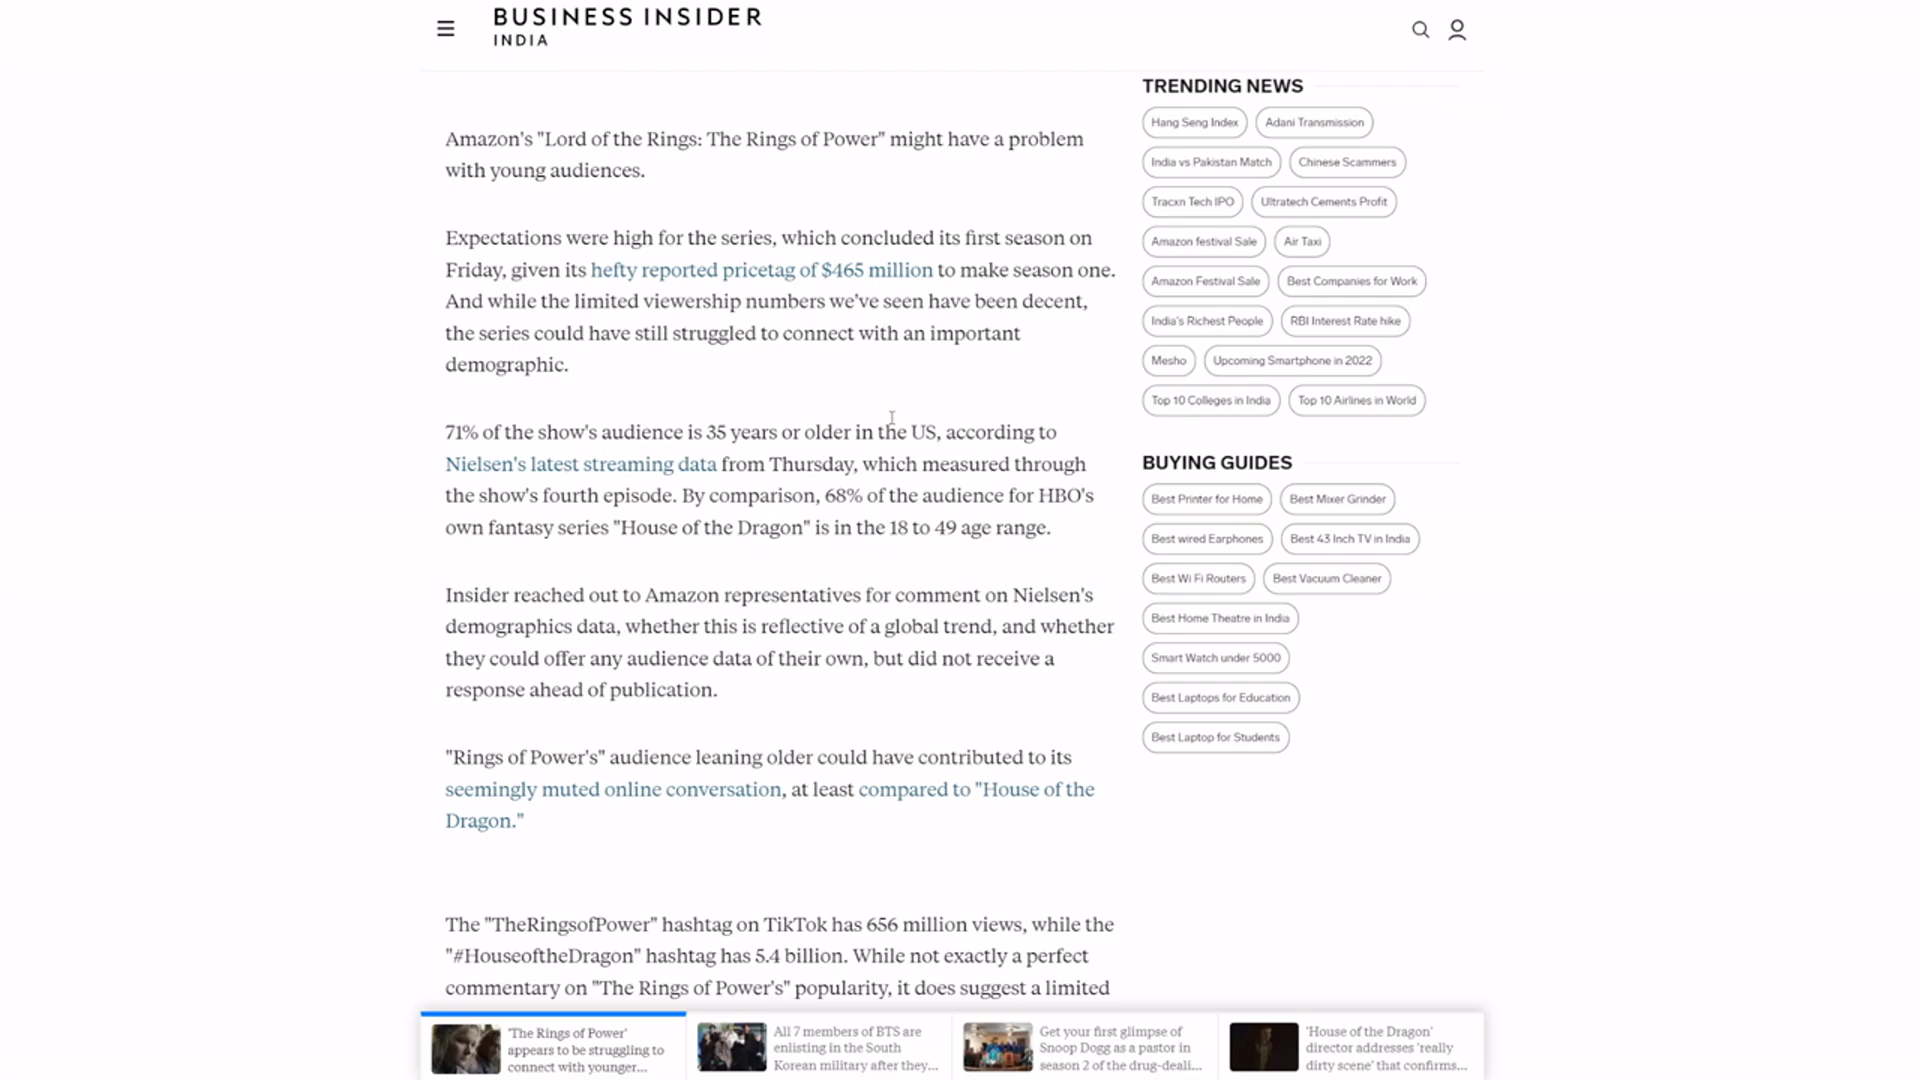 BUSINESS INSIDER
INDIA
Amazon's "Lord of the Rings: The Rings of Power" might have a problem
with young audiences.
Expectations were high for the series, which concluded its first season on
Friday, given its hefty reported pricetag of $465 million to make season one.
And while the limited viewership numbers we've seen have been decent,
the series could have still struggled to connect with an important
demographic.
71% of the show's audience is 35 years or older in the US, according to
Nielsen's latest streaming data from Thursday, which measured through
the show's fourth episode. By comparison, 68% of the audience for HBO's
own fantasy series "House of the Dragon" is in the 18 to 49 age range.
Insider reached out to Amazon representatives for comment on Nielsen's
demographics data, whether this is reflective of a global trend, and whether
they could offer any audience data of their own, but did not receive a
response ahead of publication.
"Rings of Power's" audience leaning older could have contributed to its
seemingly muted online conversation, at least compared to "House of the
Dragon."
The "TheRingsofPower" hashtag on TikTok has 656 million views, while the
"#HouseoftheDragon" hashtag has 5.4 billion. While not exactly a perfect
commentary on "The Rings of Power's" popularity, it does suggest a limited
TRENDING NEWS
Hang Seng Index
Adani Transmission
India vs Pakistan Match
Chinese Scammers
Tracxn Tech IPO
Ultratech Cements Profit
Amazon festival Sale
Air Taxi
Amazon Festival Sale
Best Companies for Work
India's Richest People
RBI Interest Rate hike
Mesho
Upcoming Smartphone in 2022
Top 10 Colleges in India
Top 10 Airlines in World
BUYING GUIDES
Best Printer for Home
Best Mixer Grinder
Best wired Earphones
Best 43 Inch TV in India
Best Wi Fi Routers
Best Vacuum Cleaner
Best Home Theatre in India
Smart Watch under 5000
Best Laptops for Education
Best Laptop for Students
'The Rings of Power'
appears to be struggling to
connect with younger...
All 7 members of BTS are
enlisting in the South
Korean military after they...
Get your first glimpse of
Snoop Dogg as a pastor in
season 2 of the drug-deali...
'House of the Dragon'
director addresses 'really
dirty scene' that confirms...